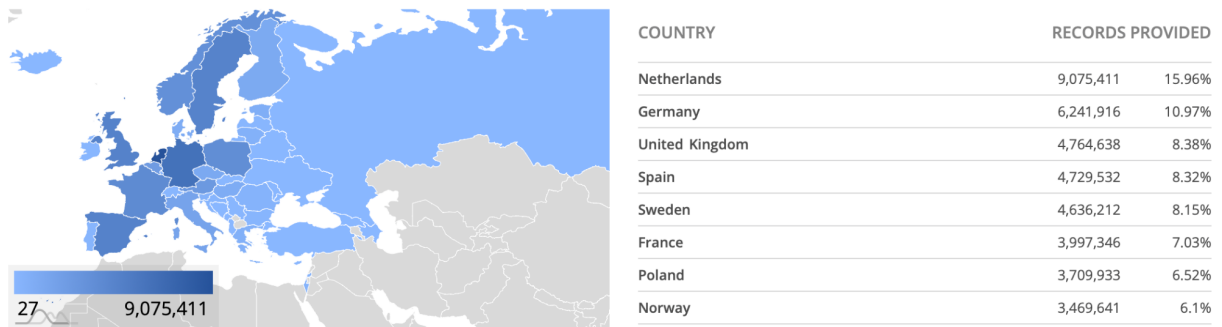 COUNTRY RECORDS PROVIDED
Netherlands 9,075,411 15.96%
Germany 6,241,916 10.97%
United Kingdom 4,764,638 8.38%
Spain 4,729,532 8.32%
Sweden 4,636,212 8.15%
France 3,997,346 7.03%
Poland 3,709,933 6.52%
Norway 3,469,641 6.1%
27 9,075,411